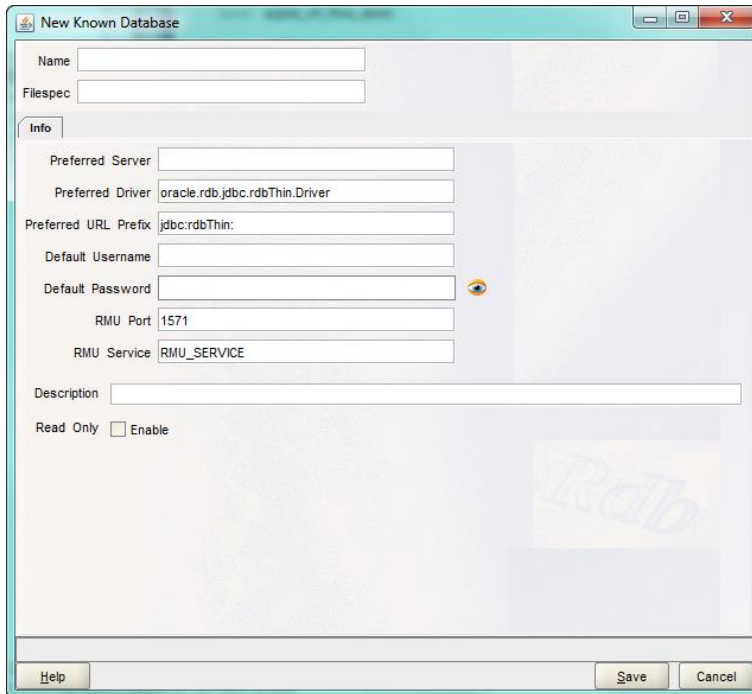 New Known Database
Name
Filespec
Info
Preferred Server
Preferred Driver oracle.rdb.jdbc.rdbThin.Driver
Preferred URL Prefix jdbc:rdbThin:
Default Username
Default Password
RMU Port 1571
RMU Service RMU_SERVICE
Description
Read Only Enable
Rdb
Help Save Cancel